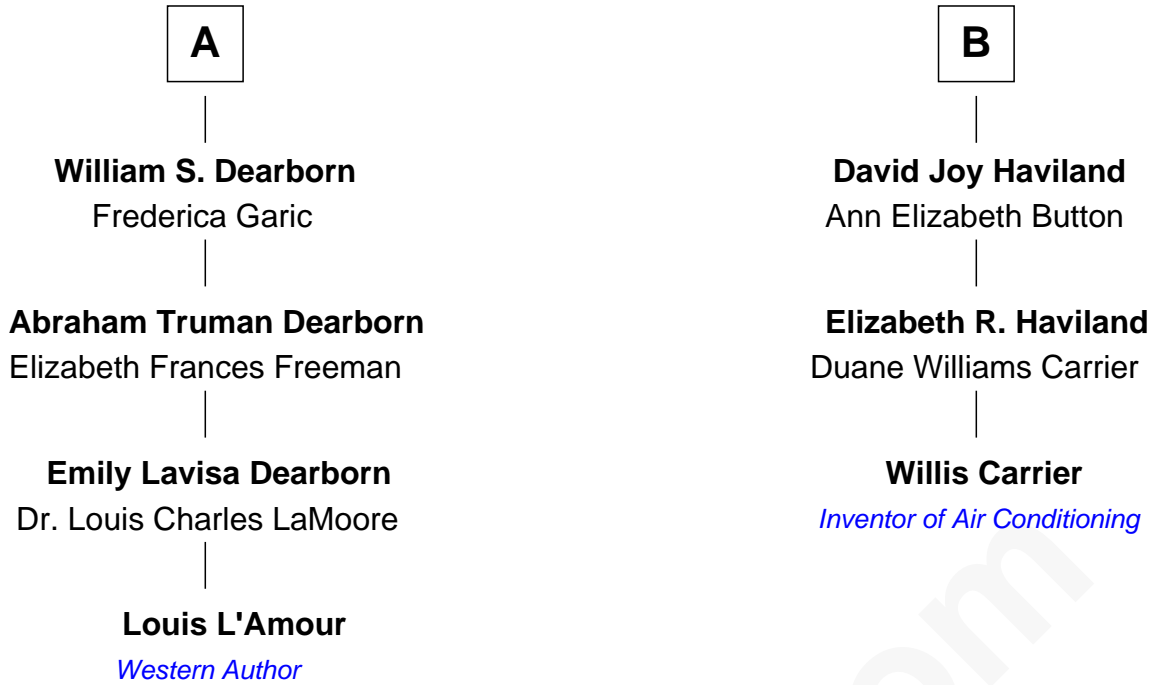 A
William S. Dearborn
Frederica Garic
Abraham Truman Dearborn
Elizabeth Frances Freeman
Emily Lavisa Dearborn
Dr. Louis Charles LaMoore
Louis L'Amour
Western Author
B
David Joy Haviland
Ann Elizabeth Button
Elizabeth R. Haviland
Duane Williams Carrier
Willis Carrier
Inventor of Air Conditioning
om